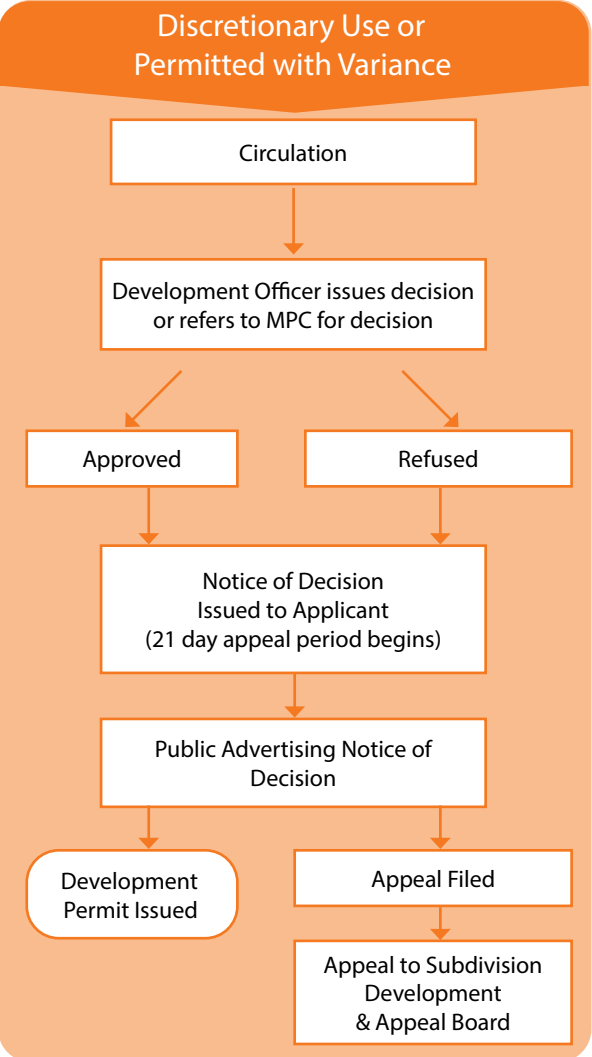 Discretionary Use or
Permitted with Variance
Circulation
Development Officer issues decision
or refers to MPC for decision
Approved
Refused
Notice of Decision
Issued to Applicant
(21 day appeal period begins)
Public Advertising Notice of
Decision
Development
Permit Issued
Appeal Filed
Appeal to Subdivision
Development
& Appeal Board